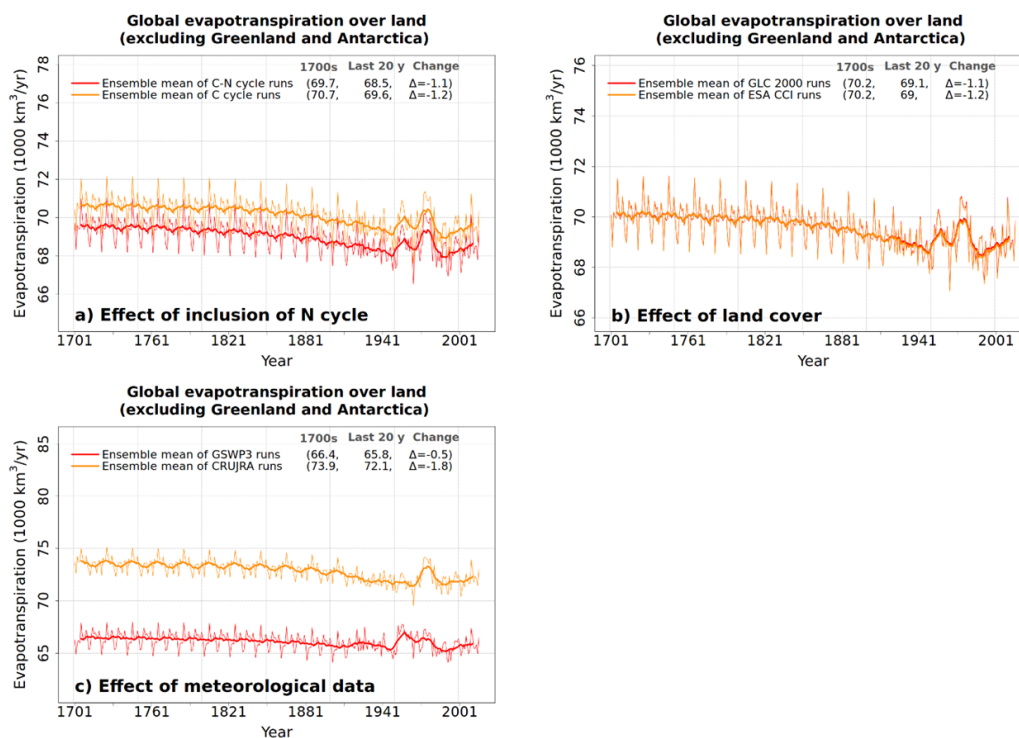 Global evapotranspiration over land
(excluding Greenland and Antarctica)
Evapotranspiration (1000 km³/yr)
78
76
74
72
70
68
66
1700s Last 20 y Change
Ensemble mean of C-N cycle runs (69.7, 68.5, Δ=-1.1)
Ensemble mean of C cycle runs (70.7, 69.6, Δ=-1.2)
a) Effect of inclusion of N cycle
1701 1761 1821 1881 1941 2001
Year
Global evapotranspiration over land
(excluding Greenland and Antarctica)
Evapotranspiration (1000 km³/yr)
76
74
72
70
68
66
1700s Last 20 y Change
Ensemble mean of GLC 2000 runs (70.2, 69.1, Δ=-1.1)
Ensemble mean of ESA CCI runs (70.2, 69, Δ=-1.2)
b) Effect of land cover
1701 1761 1821 1881 1941 2001
Year
Global evapotranspiration over land
(excluding Greenland and Antarctica)
Evapotranspiration (1000 km³/yr)
85
80
75
70
65
1700s Last 20 y Change
Ensemble mean of GSWP3 runs (66.4, 65.8, Δ=-0.5)
Ensemble mean of CRUJRA runs (73.9, 72.1, Δ=-1.8)
c) Effect of meteorological data
1701 1761 1821 1881 1941 2001
Year